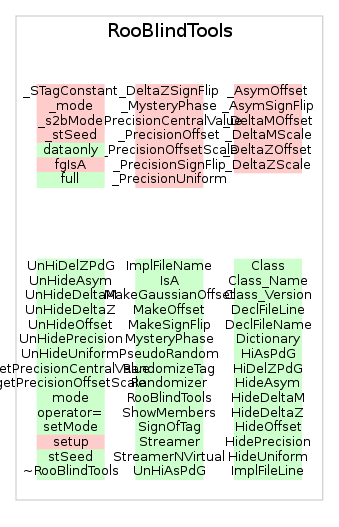 RooBlindTools
_STagConstant _DeltaZSignFlip _AsymOffset
_mode _MysteryPhase _AsymSignFlip
_s2bMode _PrecisionCentralValue _DeltaMOffset
_stSeed _PrecisionOffset _DeltaMScale
dataonly _PrecisionOffsetScale _DeltaZOffset
fgIsA _PrecisionSignFlip _DeltaZScale
full _PrecisionUniform
UnHiDelZPdG ImplFileName Class
UnHideAsym IsA Class_Name
UnHideDeltaM MakeGaussianOffset Class_Version
UnHideDeltaZ MakeOffset DeclFileLine
UnHideOffset MakeSignFlip DeclFileName
UnHidePrecision MysteryPhase Dictionary
UnHideUniform PseudoRandom HiAsPdG
getPrecisionCentralValue RandomizeTag HiDelZPdG
getPrecisionOffsetScale Randomizer HideAsym
mode RooBlindTools HideDeltaM
operator= ShowMembers HideDeltaZ
setMode SignOfTag HideOffset
setup Streamer HidePrecision
stSeed StreamerNVirtual HideUniform
~RooBlindTools UnHiAsPdG ImplFileLine